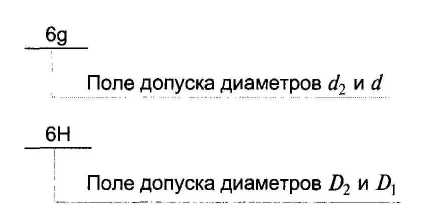 6g
Поле допуска диаметров d₂ и d
6H
Поле допуска диаметров D₂ и D₁